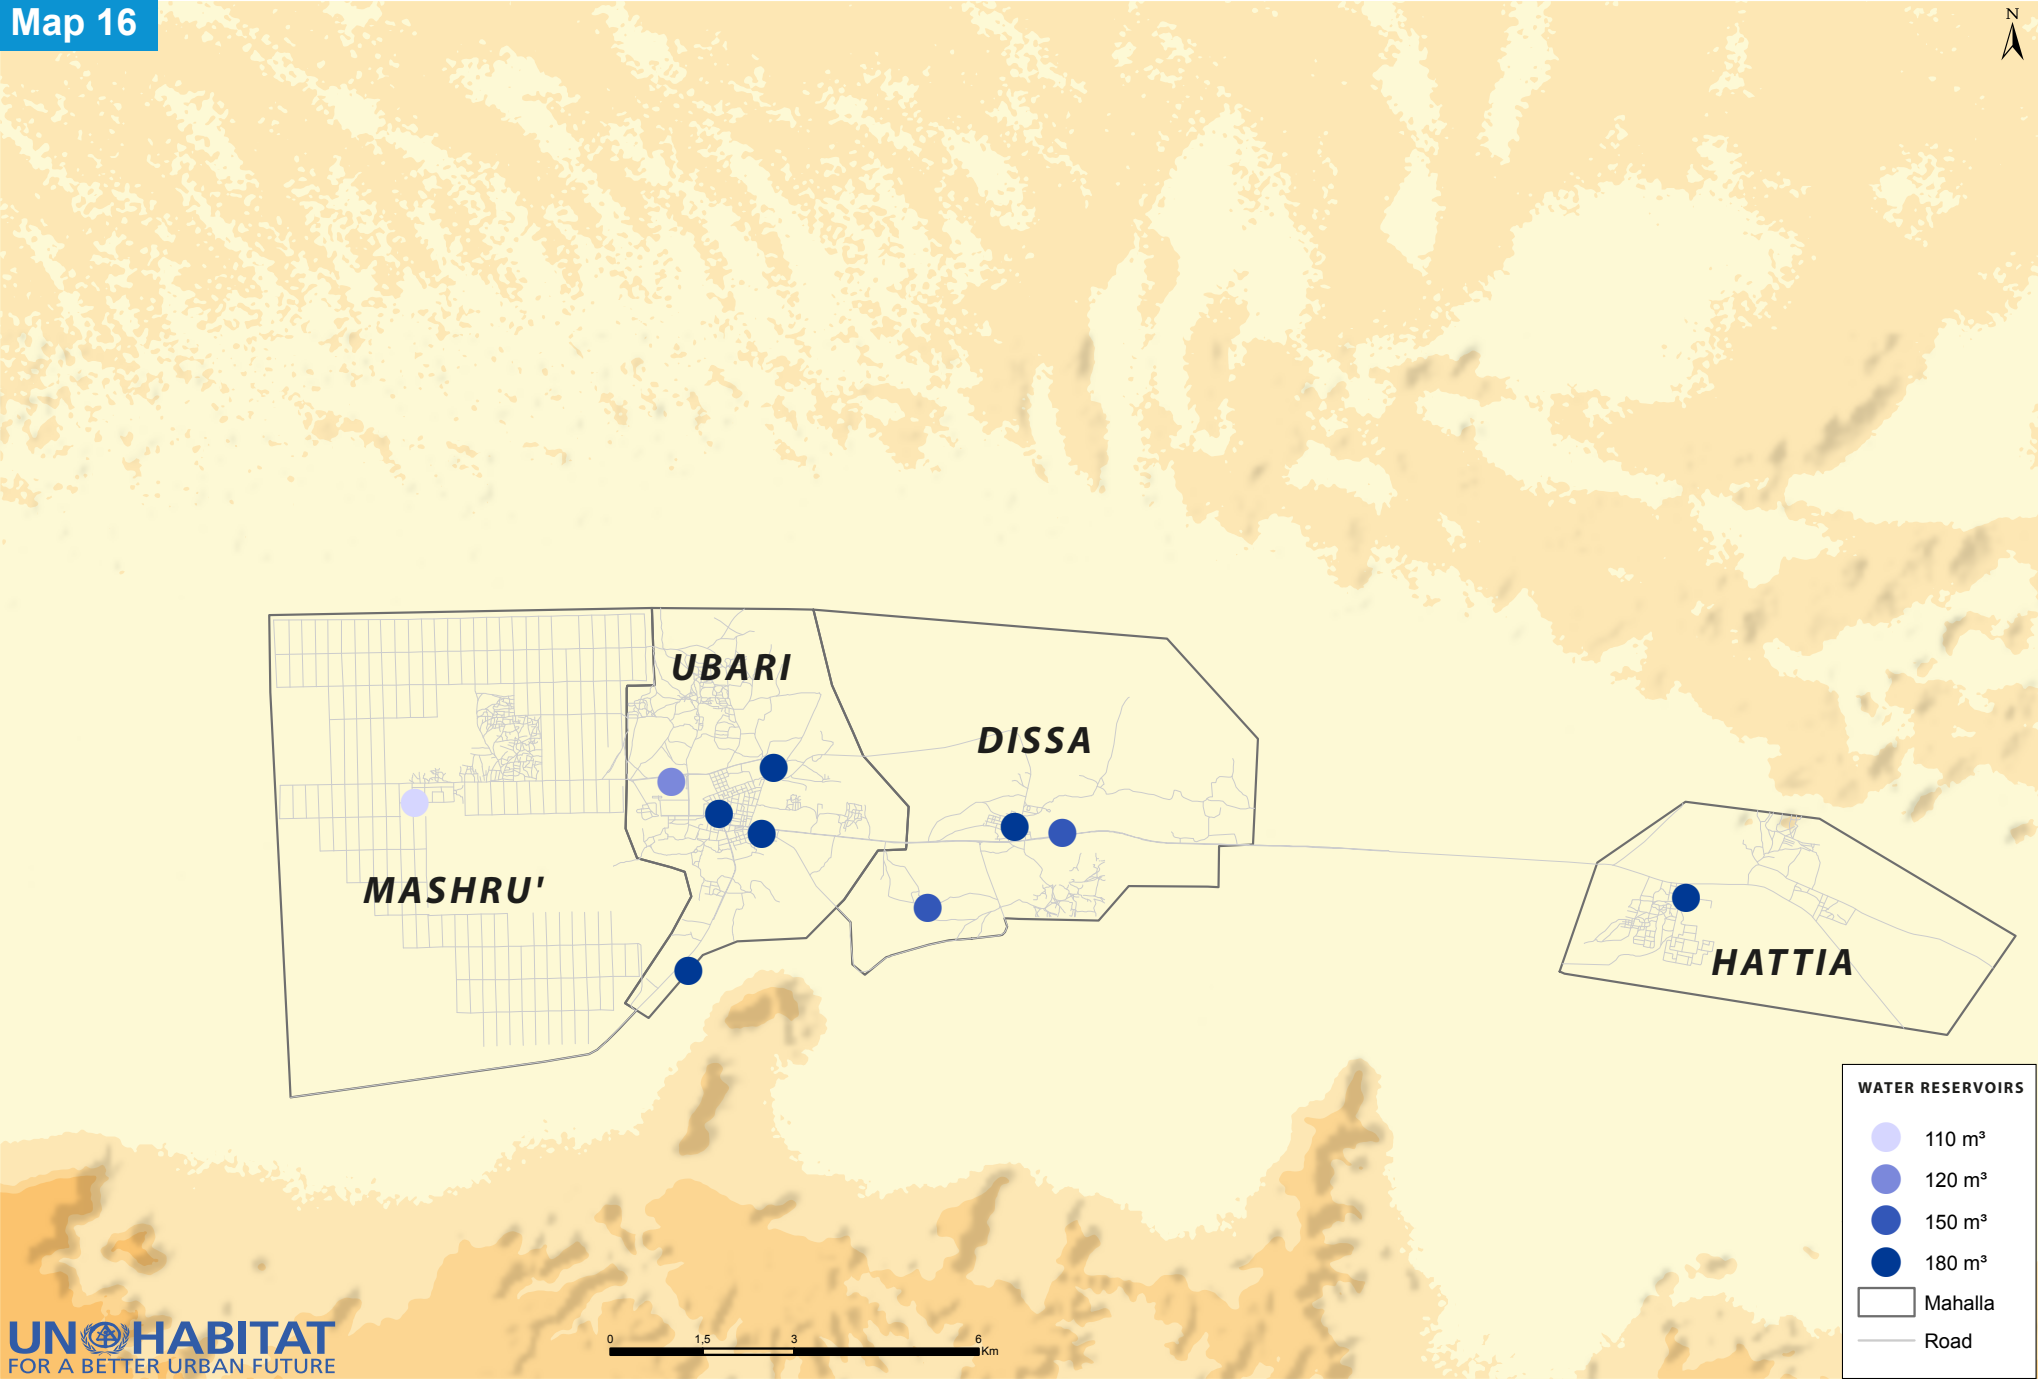 Map 16
N
UBARI
DISSA
MASHRU'
HATTIA
WATER RESERVOIRS
110 m³
120 m³
150 m³
180 m³
Mahalla
Road
0 1,5 3 6 Km
UN HABITAT
FOR A BETTER URBAN FUTURE